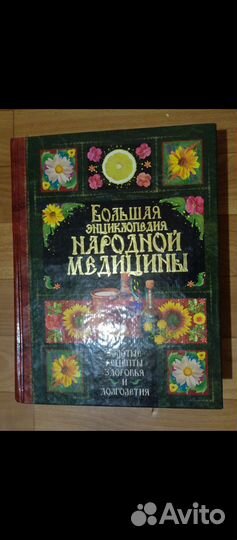 Большая
энциклопедия
народной
медицины
Золотые
рецепты
здоровья
и
долголетия
Avito